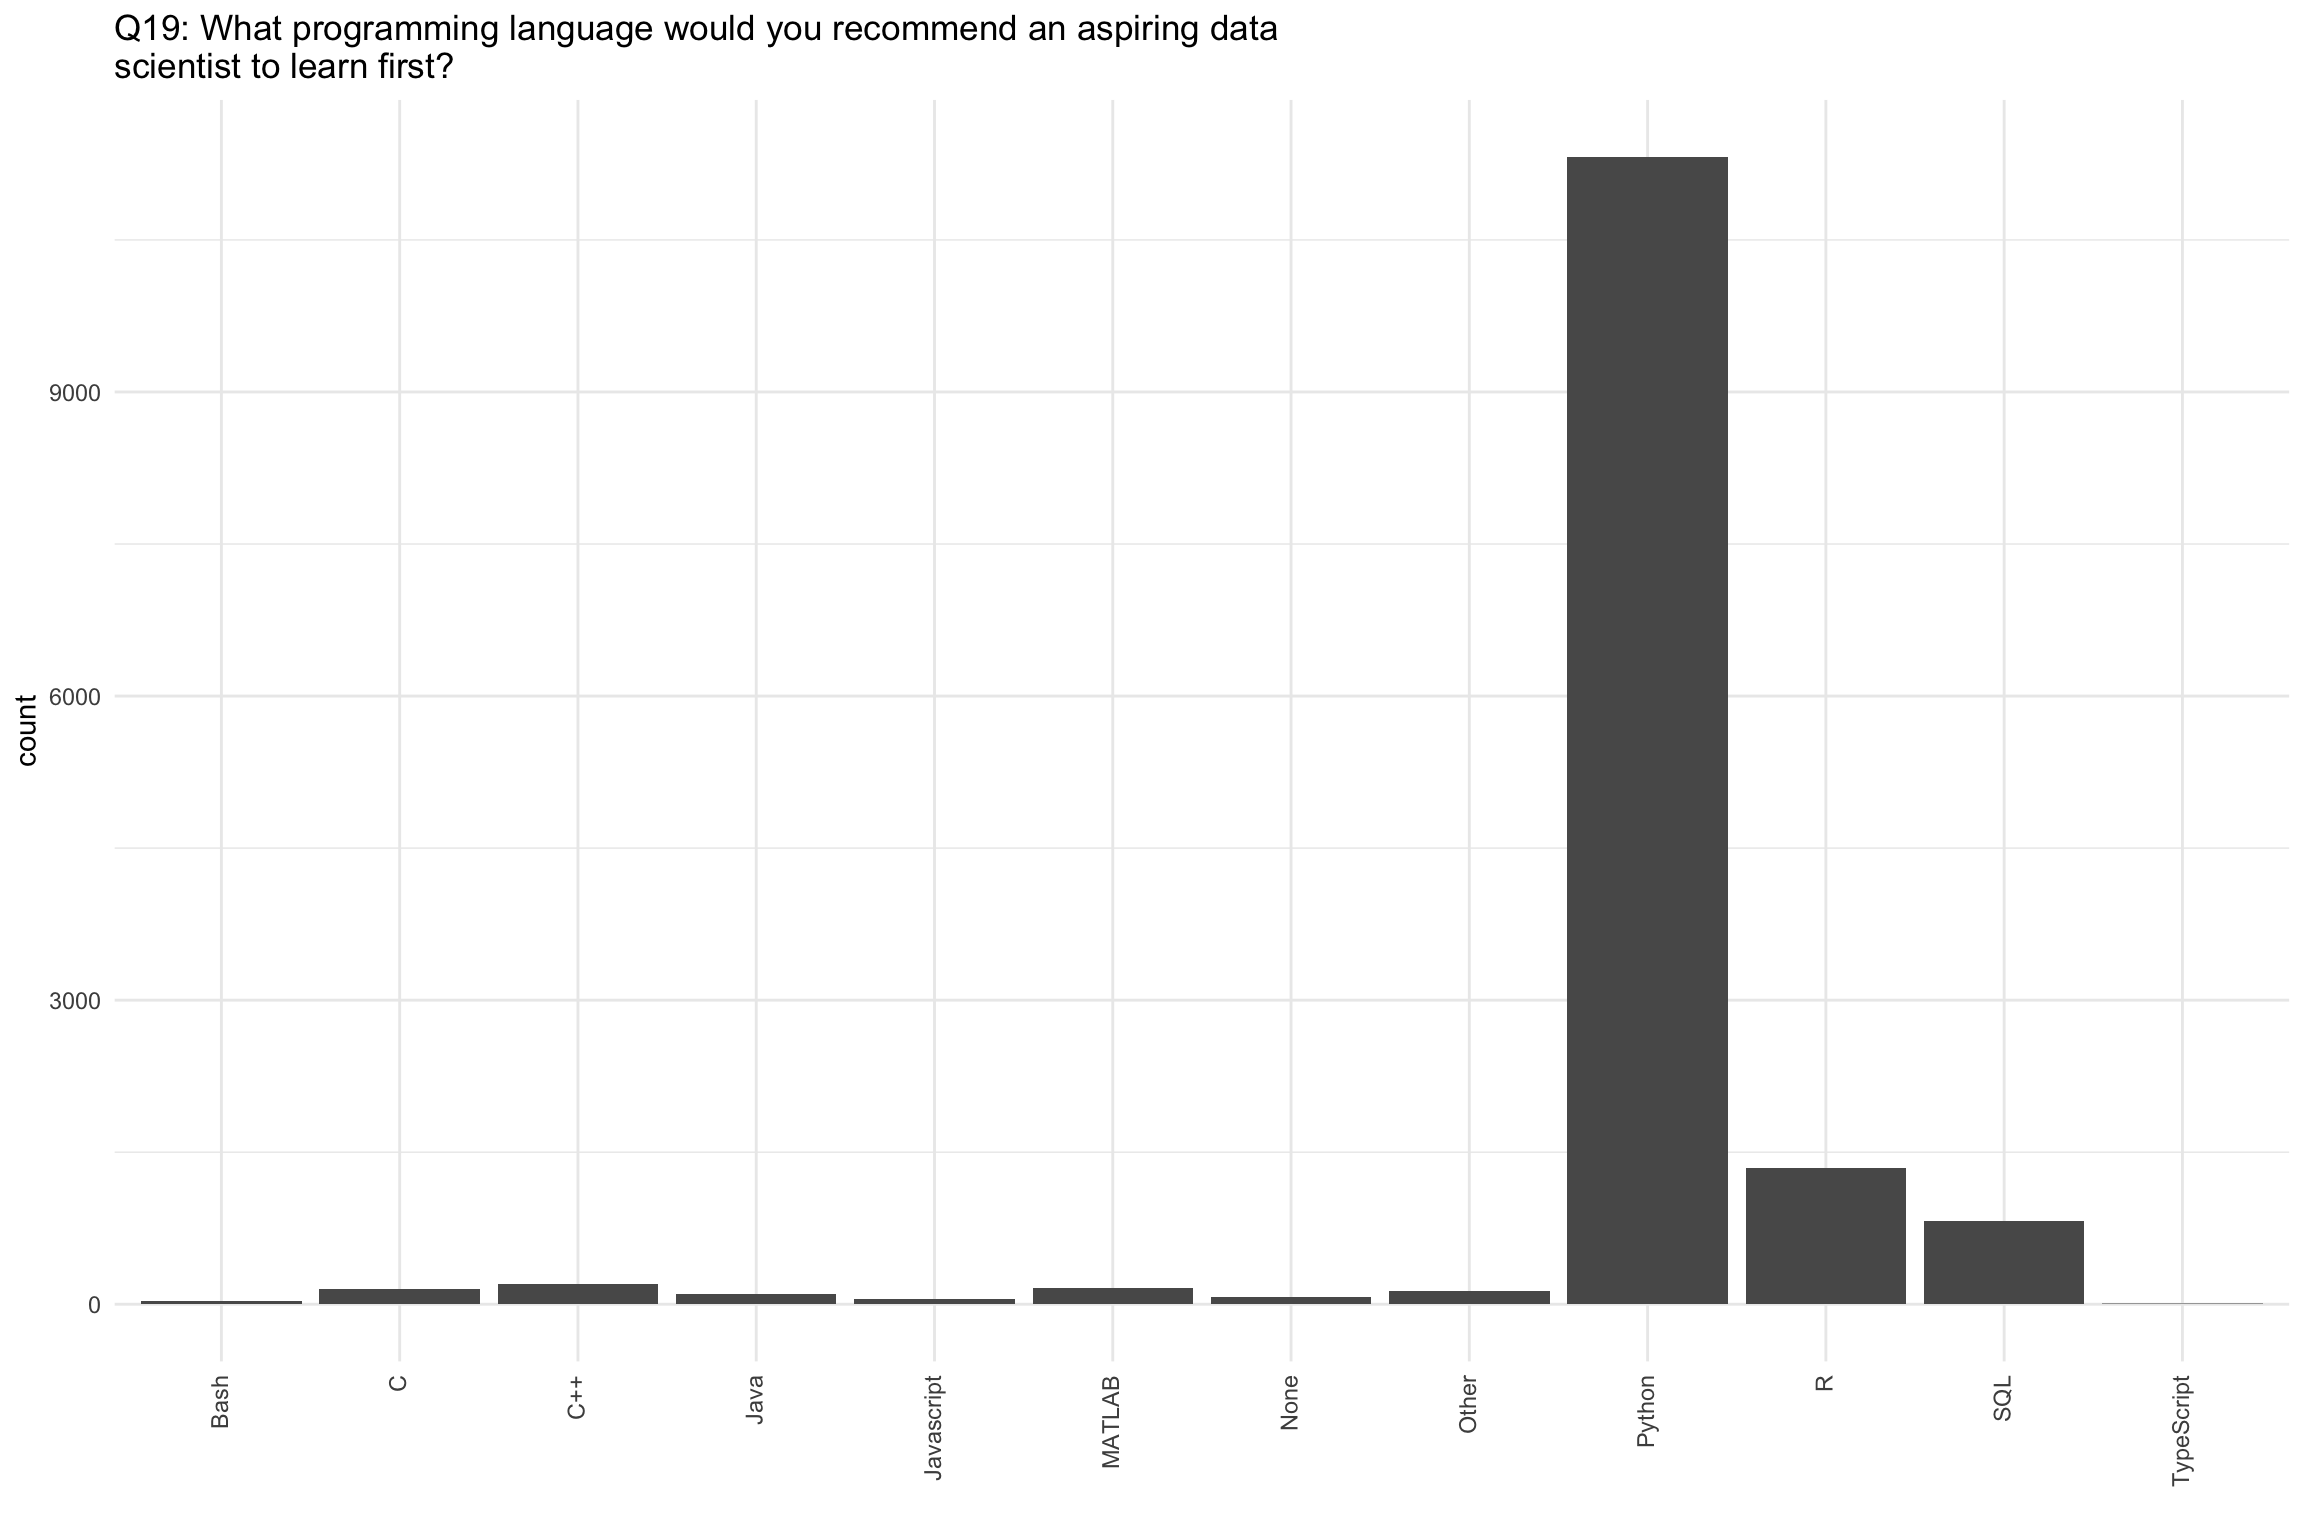 Q19: What programming language would you recommend an aspiring data
scientist to learn first?
count
9000
6000
3000
0
Bash
C
C++
Java
Javascript
MATLAB
None
Other
Python
R
SQL
TypeScript